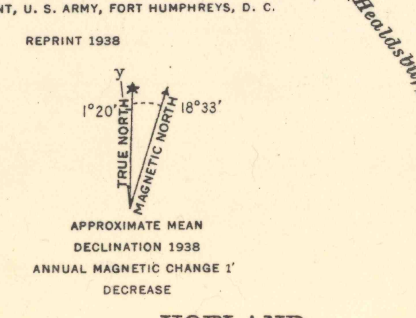 NT, U. S. ARMY, FORT HUMPHREYS, D. C.
Healdsbu
REPRINT 1938
y
1°20' 18°33'
TRUE NORTH
MAGNETIC NORTH
APPROXIMATE MEAN
DECLINATION 1938
ANNUAL MAGNETIC CHANGE 1'
DECREASE